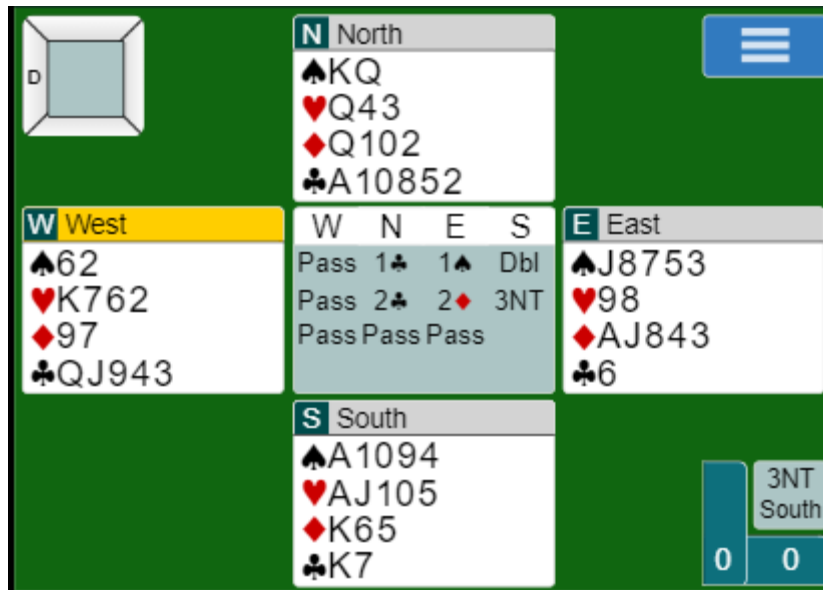 D
N North
♠KQ
♥Q43
♦Q102
♣A10852
W West
♠62
♥K762
♦97
♣QJ943
W N E S
Pass 1♣ 1♠ Dbl
Pass 2♣ 2♦ 3NT
Pass Pass Pass
E East
♠J8753
♥98
♦AJ843
♣6
S South
♠A1094
♥AJ105
♦K65
♣K7
3NT
South
0 0